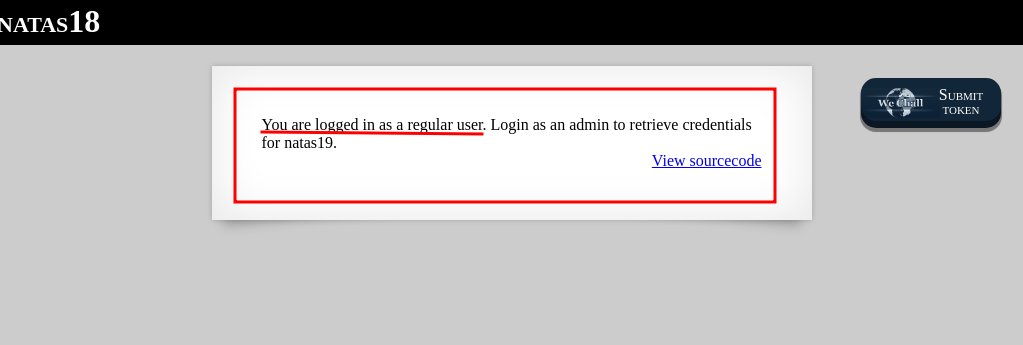 NATAS18
You are logged in as a regular user. Login as an admin to retrieve credentials
for natas19.
View sourcecode
We Chall
SUBMIT
TOKEN